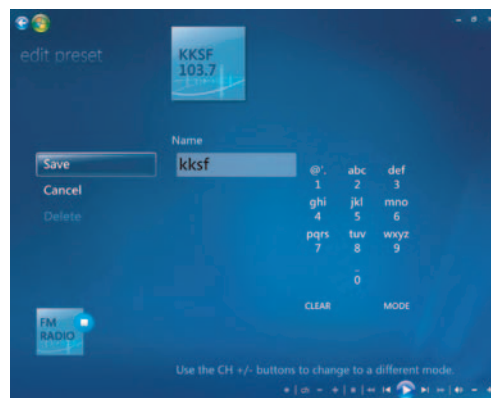 edit preset
KKSF
103.7
Name
kksf
Save
Cancel
Delete
@'. abc def
1 2 3
ghi jkl mno
4 5 6
pqrs tuv wxyz
7 8 9
0
CLEAR MODE
FM
RADIO
Use the CH +/- buttons to change to a different mode.